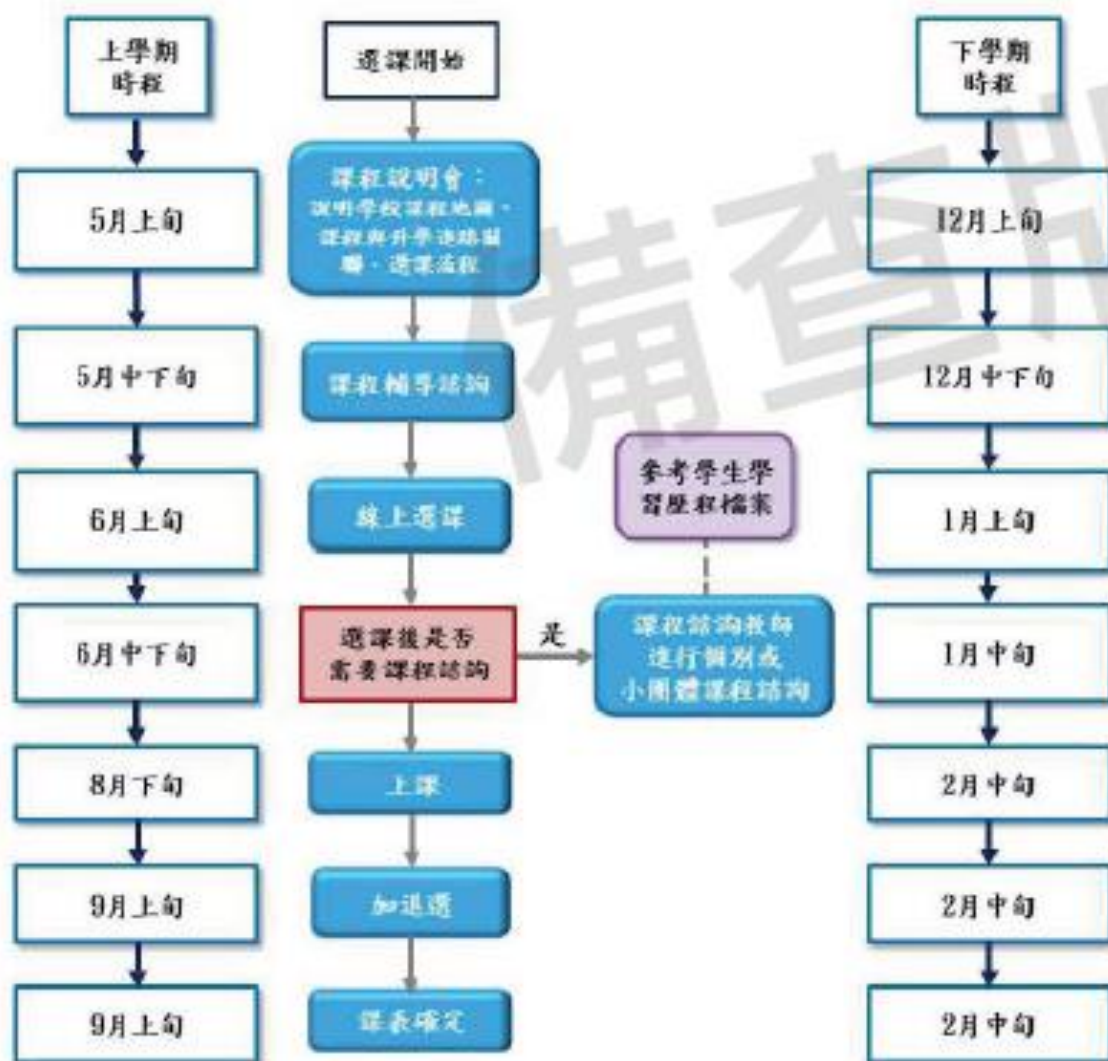 上學期
時程
5月上旬
5月中下旬
6月上旬
6月中下旬
8月下旬
9月上旬
9月上旬
選課開始
課程說明會：
說明學校課程地圖、
課程與升學進路關
聯、選課流程
課程輔導諮詢
線上選課
選課後是否
需要課程諮詢
是
上課
加退選
課表確定
參考學生學
習歷程檔案
課程諮詢教師
進行個別或
小團體課程諮詢
下學期
時程
12月上旬
12月中下旬
1月上旬
1月中旬
2月中旬
2月中旬
2月中旬
備查版